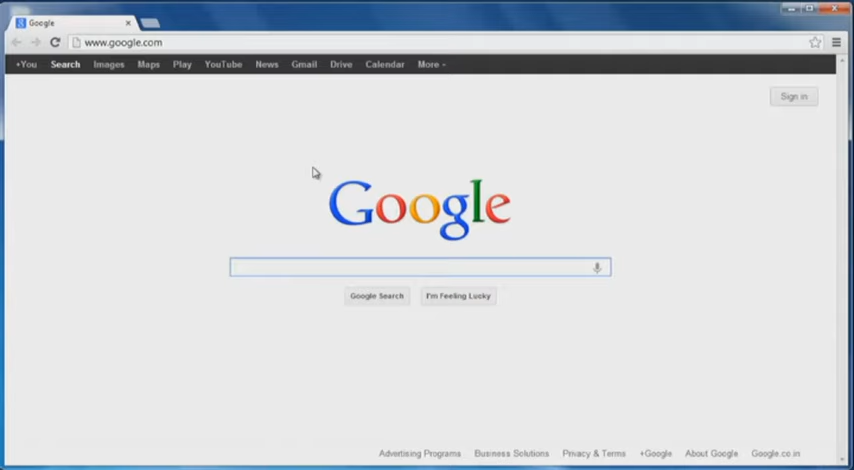 Google
www.google.com
+You Search Images Maps Play YouTube News Gmail Drive Calendar More
Sign in
Google
Google Search I'm Feeling Lucky
Advertising Programs Business Solutions Privacy & Terms +Google About Google Google.co.in